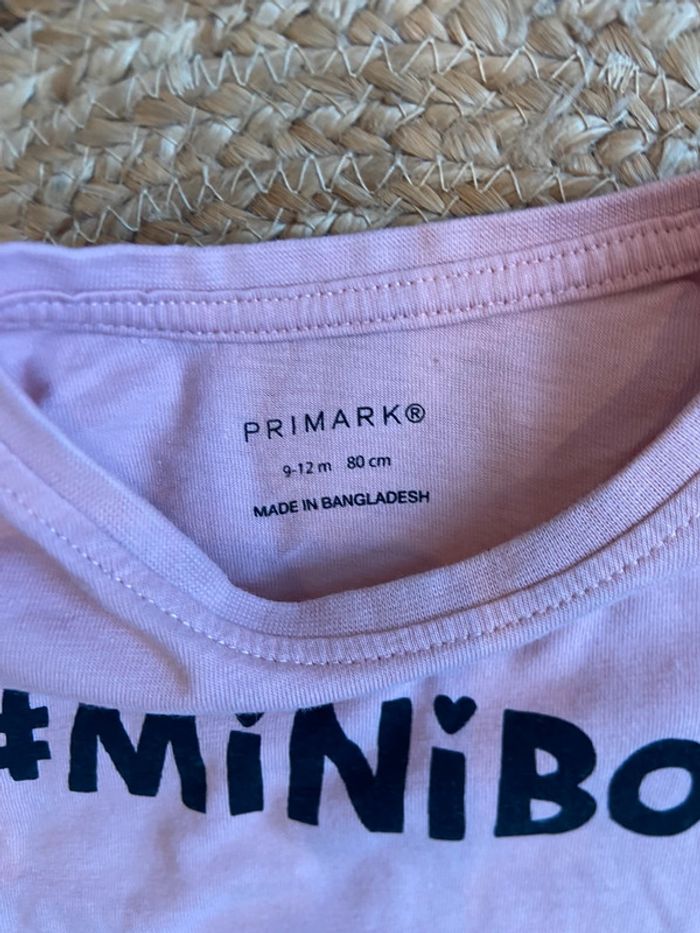 PRIMARK®
9-12 m 80 cm
MADE IN BANGLADESH
#MiNiBO